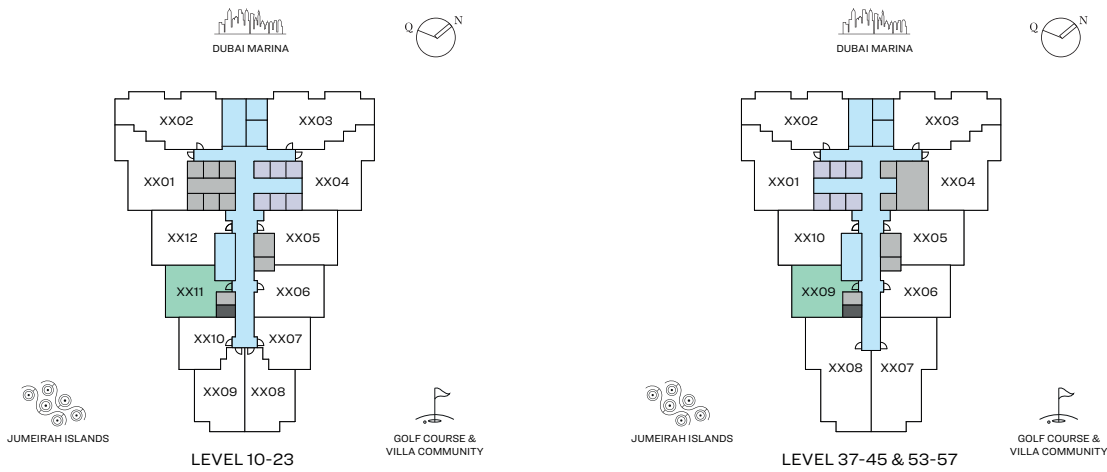 DUBAI MARINA
Q N
XX02 XX03
XX01 XX04
XX12 XX05
XX11 XX06
XX10 XX07
XX09 XX08
JUMEIRAH ISLANDS
GOLF COURSE &
VILLA COMMUNITY
LEVEL 10-23
DUBAI MARINA
Q N
XX02 XX03
XX01 XX04
XX10 XX05
XX09 XX06
XX08 XX07
JUMEIRAH ISLANDS
GOLF COURSE &
VILLA COMMUNITY
LEVEL 37-45 & 53-57